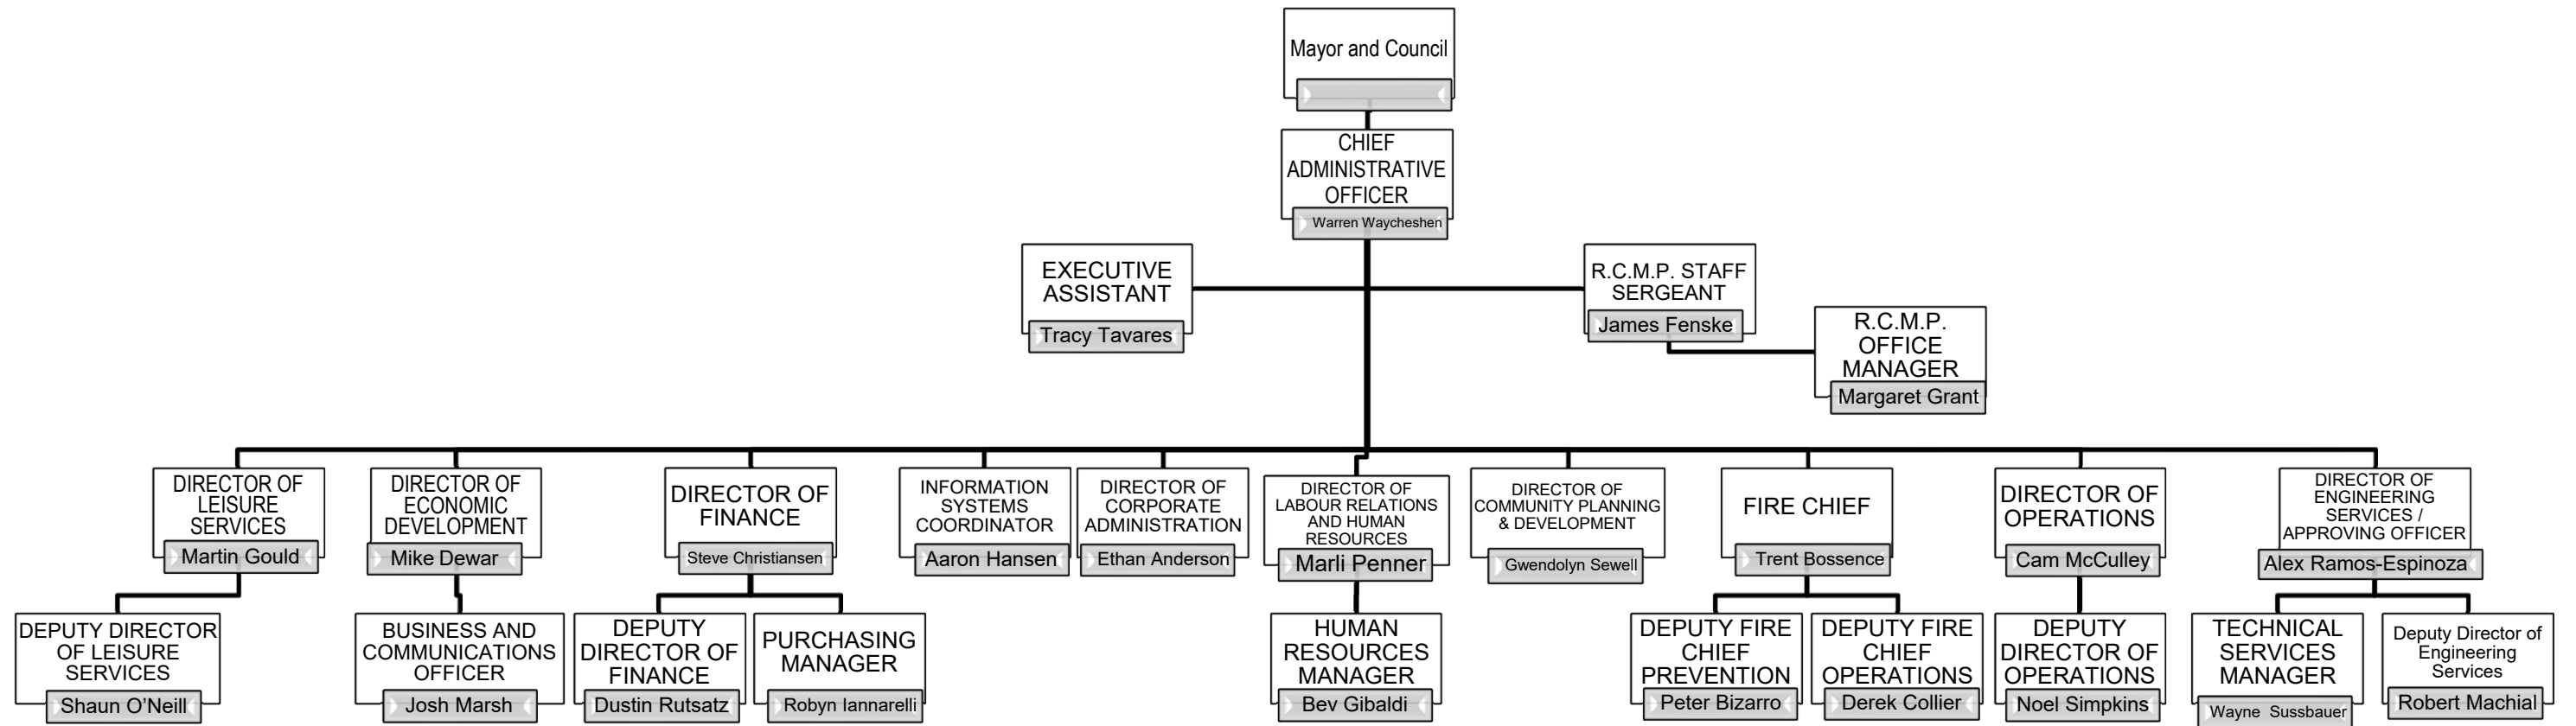 Mayor and Council
CHIEF
ADMINISTRATIVE
OFFICER
Warren Waycheshen
EXECUTIVE
ASSISTANT
Tracy Tavares
R.C.M.P. STAFF
SERGEANT
James Fenske
R.C.M.P.
OFFICE
MANAGER
Margaret Grant
DIRECTOR OF
LEISURE
SERVICES
Martin Gould
DIRECTOR OF
ECONOMIC
DEVELOPMENT
Mike Dewar
DIRECTOR OF
FINANCE
Steve Christiansen
INFORMATION
SYSTEMS
COORDINATOR
Aaron Hansen
DIRECTOR OF
CORPORATE
ADMINISTRATION
Ethan Anderson
DIRECTOR OF
LABOUR RELATIONS
AND HUMAN
RESOURCES
Marli Penner
DIRECTOR OF
COMMUNITY PLANNING
& DEVELOPMENT
Gwendolyn Sewell
FIRE CHIEF
Trent Bossence
DIRECTOR OF
OPERATIONS
Cam McCulley
DIRECTOR OF
ENGINEERING
SERVICES /
APPROVING OFFICER
Alex Ramos-Espinoza
DEPUTY DIRECTOR
OF LEISURE
SERVICES
Shaun O’Neill
BUSINESS AND
COMMUNICATIONS
OFFICER
Josh Marsh
DEPUTY
DIRECTOR OF
FINANCE
Dustin Rutsatz
PURCHASING
MANAGER
Robyn Iannarelli
HUMAN
RESOURCES
MANAGER
Bev Gibaldi
DEPUTY FIRE
CHIEF
PREVENTION
Peter Bizarro
DEPUTY FIRE
CHIEF
OPERATIONS
Derek Collier
DEPUTY
DIRECTOR OF
OPERATIONS
Noel Simpkins
TECHNICAL
SERVICES
MANAGER
Wayne Sussbauer
Deputy Director of
Engineering
Services
Robert Machial